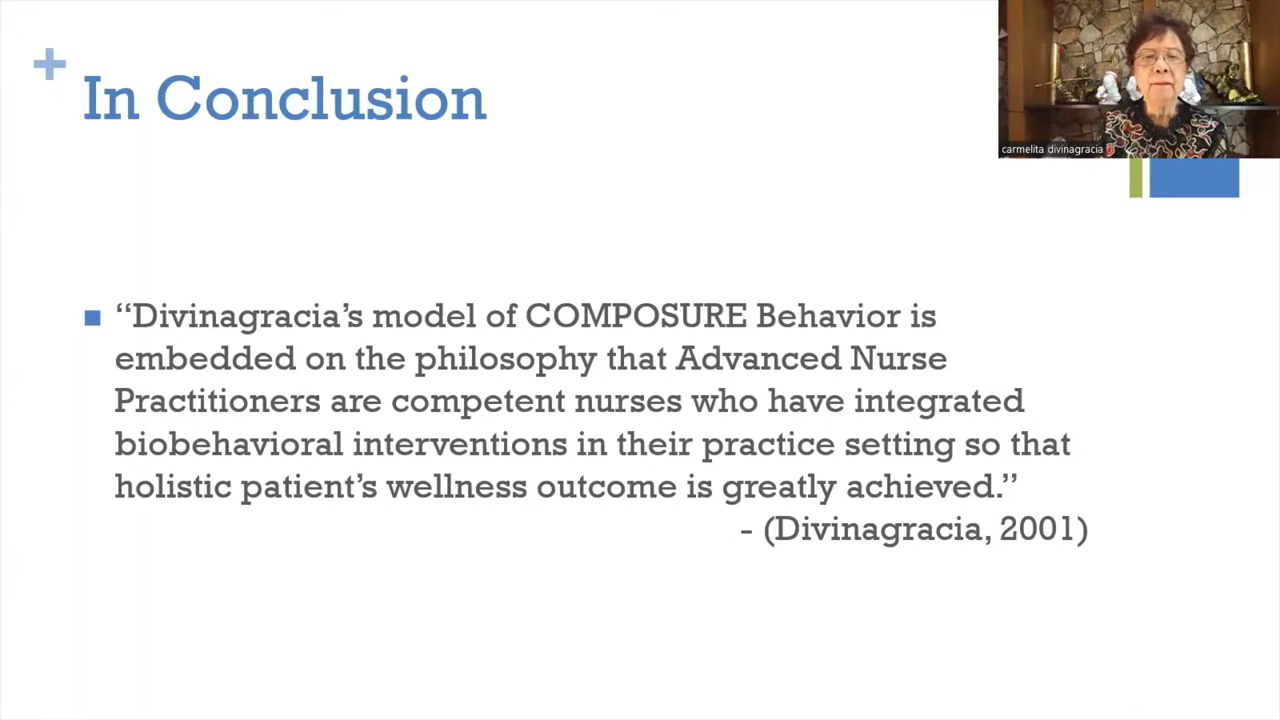 +
In Conclusion
carmelita divinagracia
“Divinagracia’s model of COMPOSURE Behavior is
embedded on the philosophy that Advanced Nurse
Practitioners are competent nurses who have integrated
biobehavioral interventions in their practice setting so that
holistic patient’s wellness outcome is greatly achieved.”
- (Divinagracia, 2001)